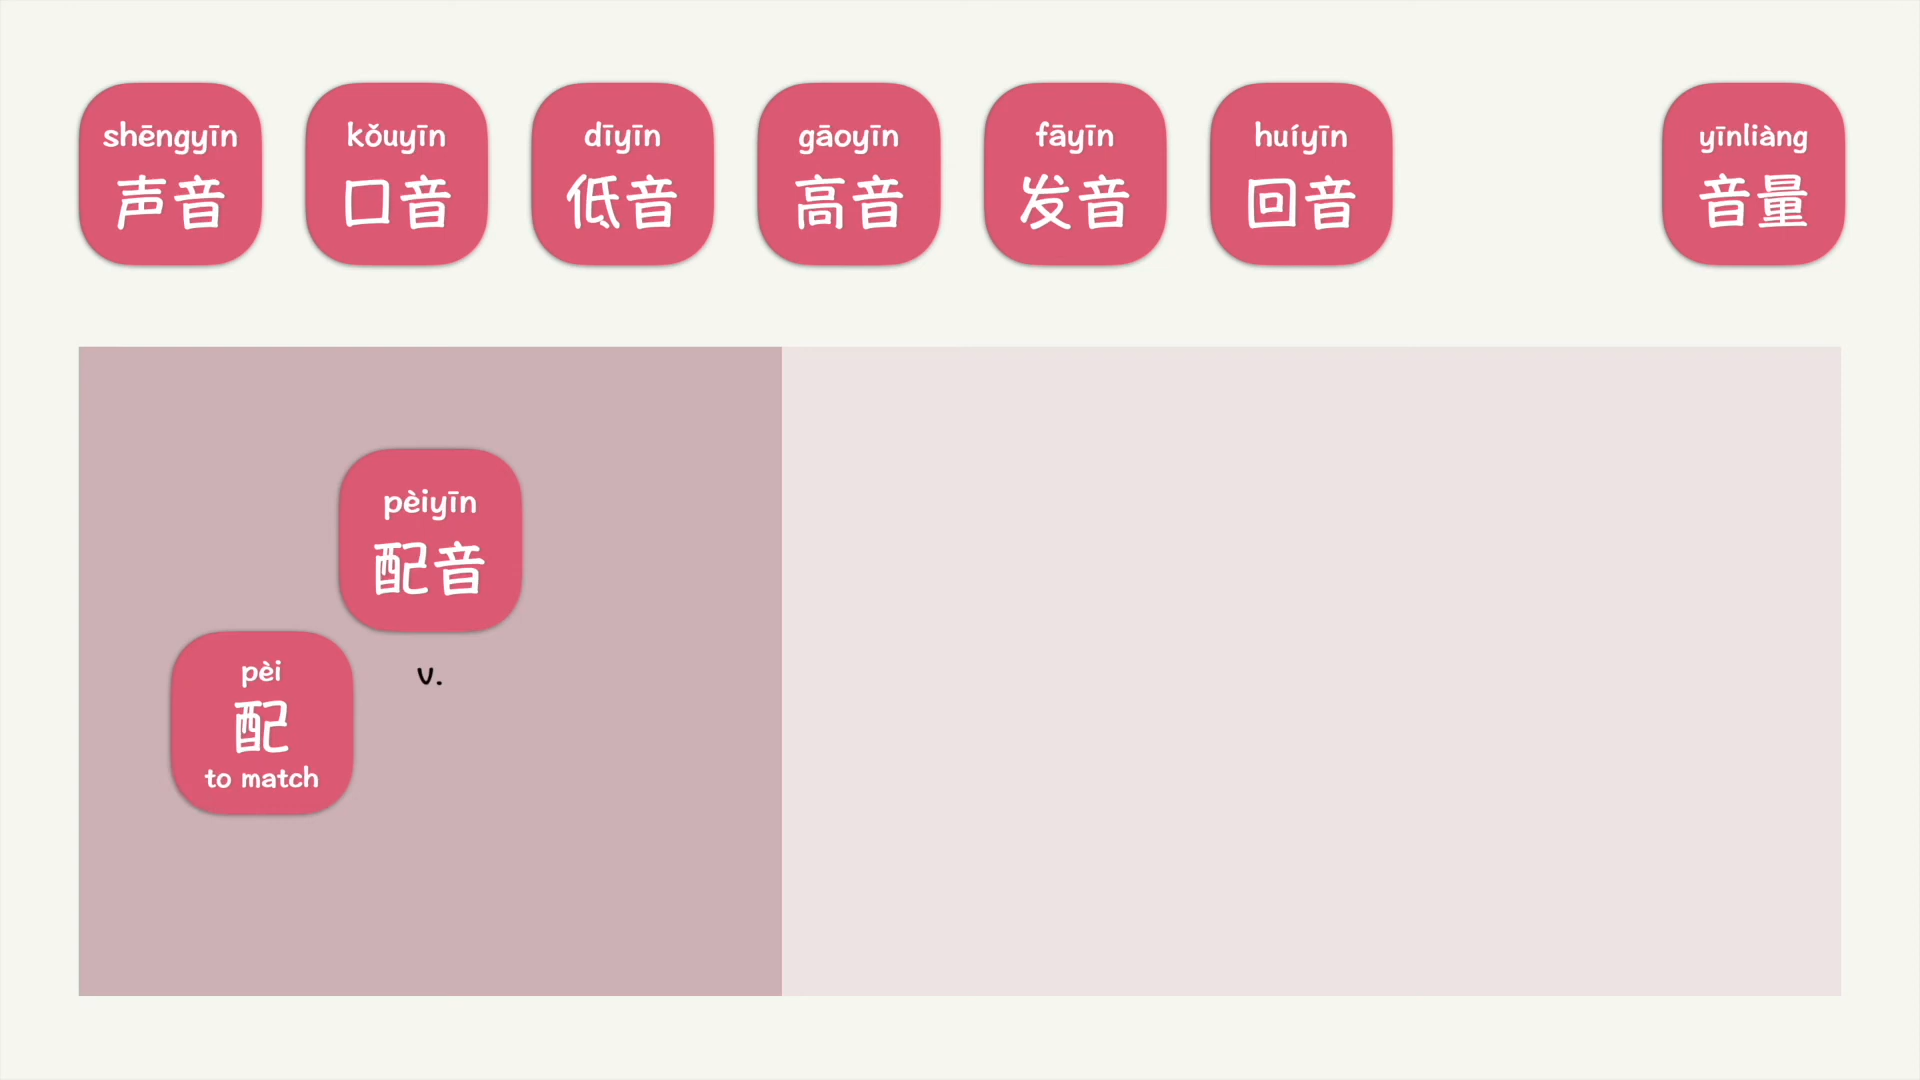 shēngyīn
声音
kǒuyīn
口音
dīyīn
低音
gāoyīn
高音
fāyīn
发音
huíyīn
回音
yīnliàng
音量
pèiyīn
配音
v.
pèi
配
to match